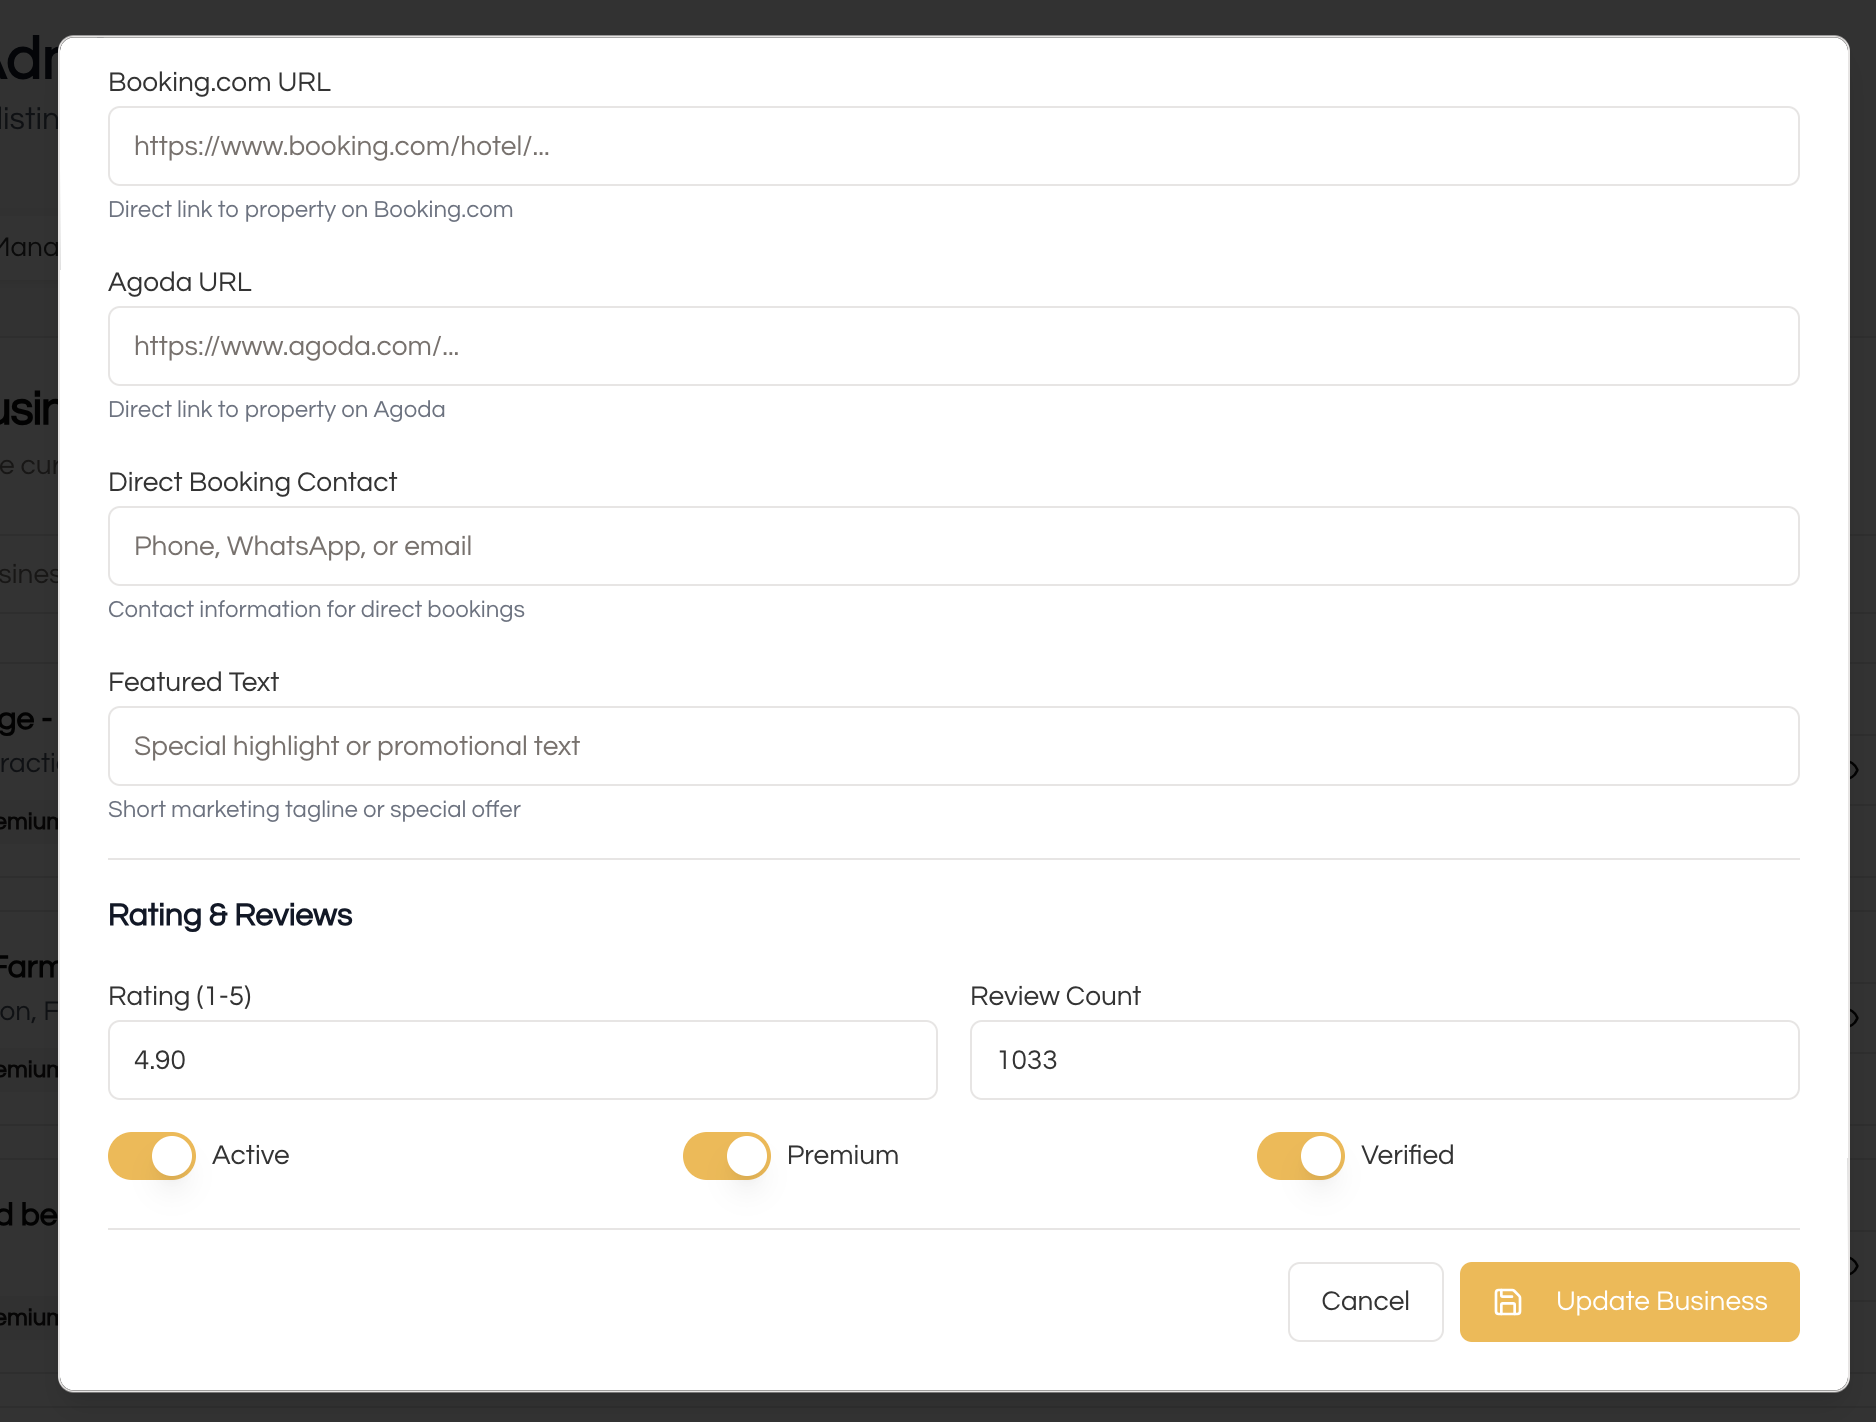 Booking.com URL
https://www.booking.com/hotel/...
Direct link to property on Booking.com
Agoda URL
https://www.agoda.com/...
Direct link to property on Agoda
Direct Booking Contact
Phone, WhatsApp, or email
Contact information for direct bookings
Featured Text
Special highlight or promotional text
Short marketing tagline or special offer
Rating & Reviews
Rating (1-5)
Review Count
4.90
1033
Active
Premium
Verified
Cancel
Update Business